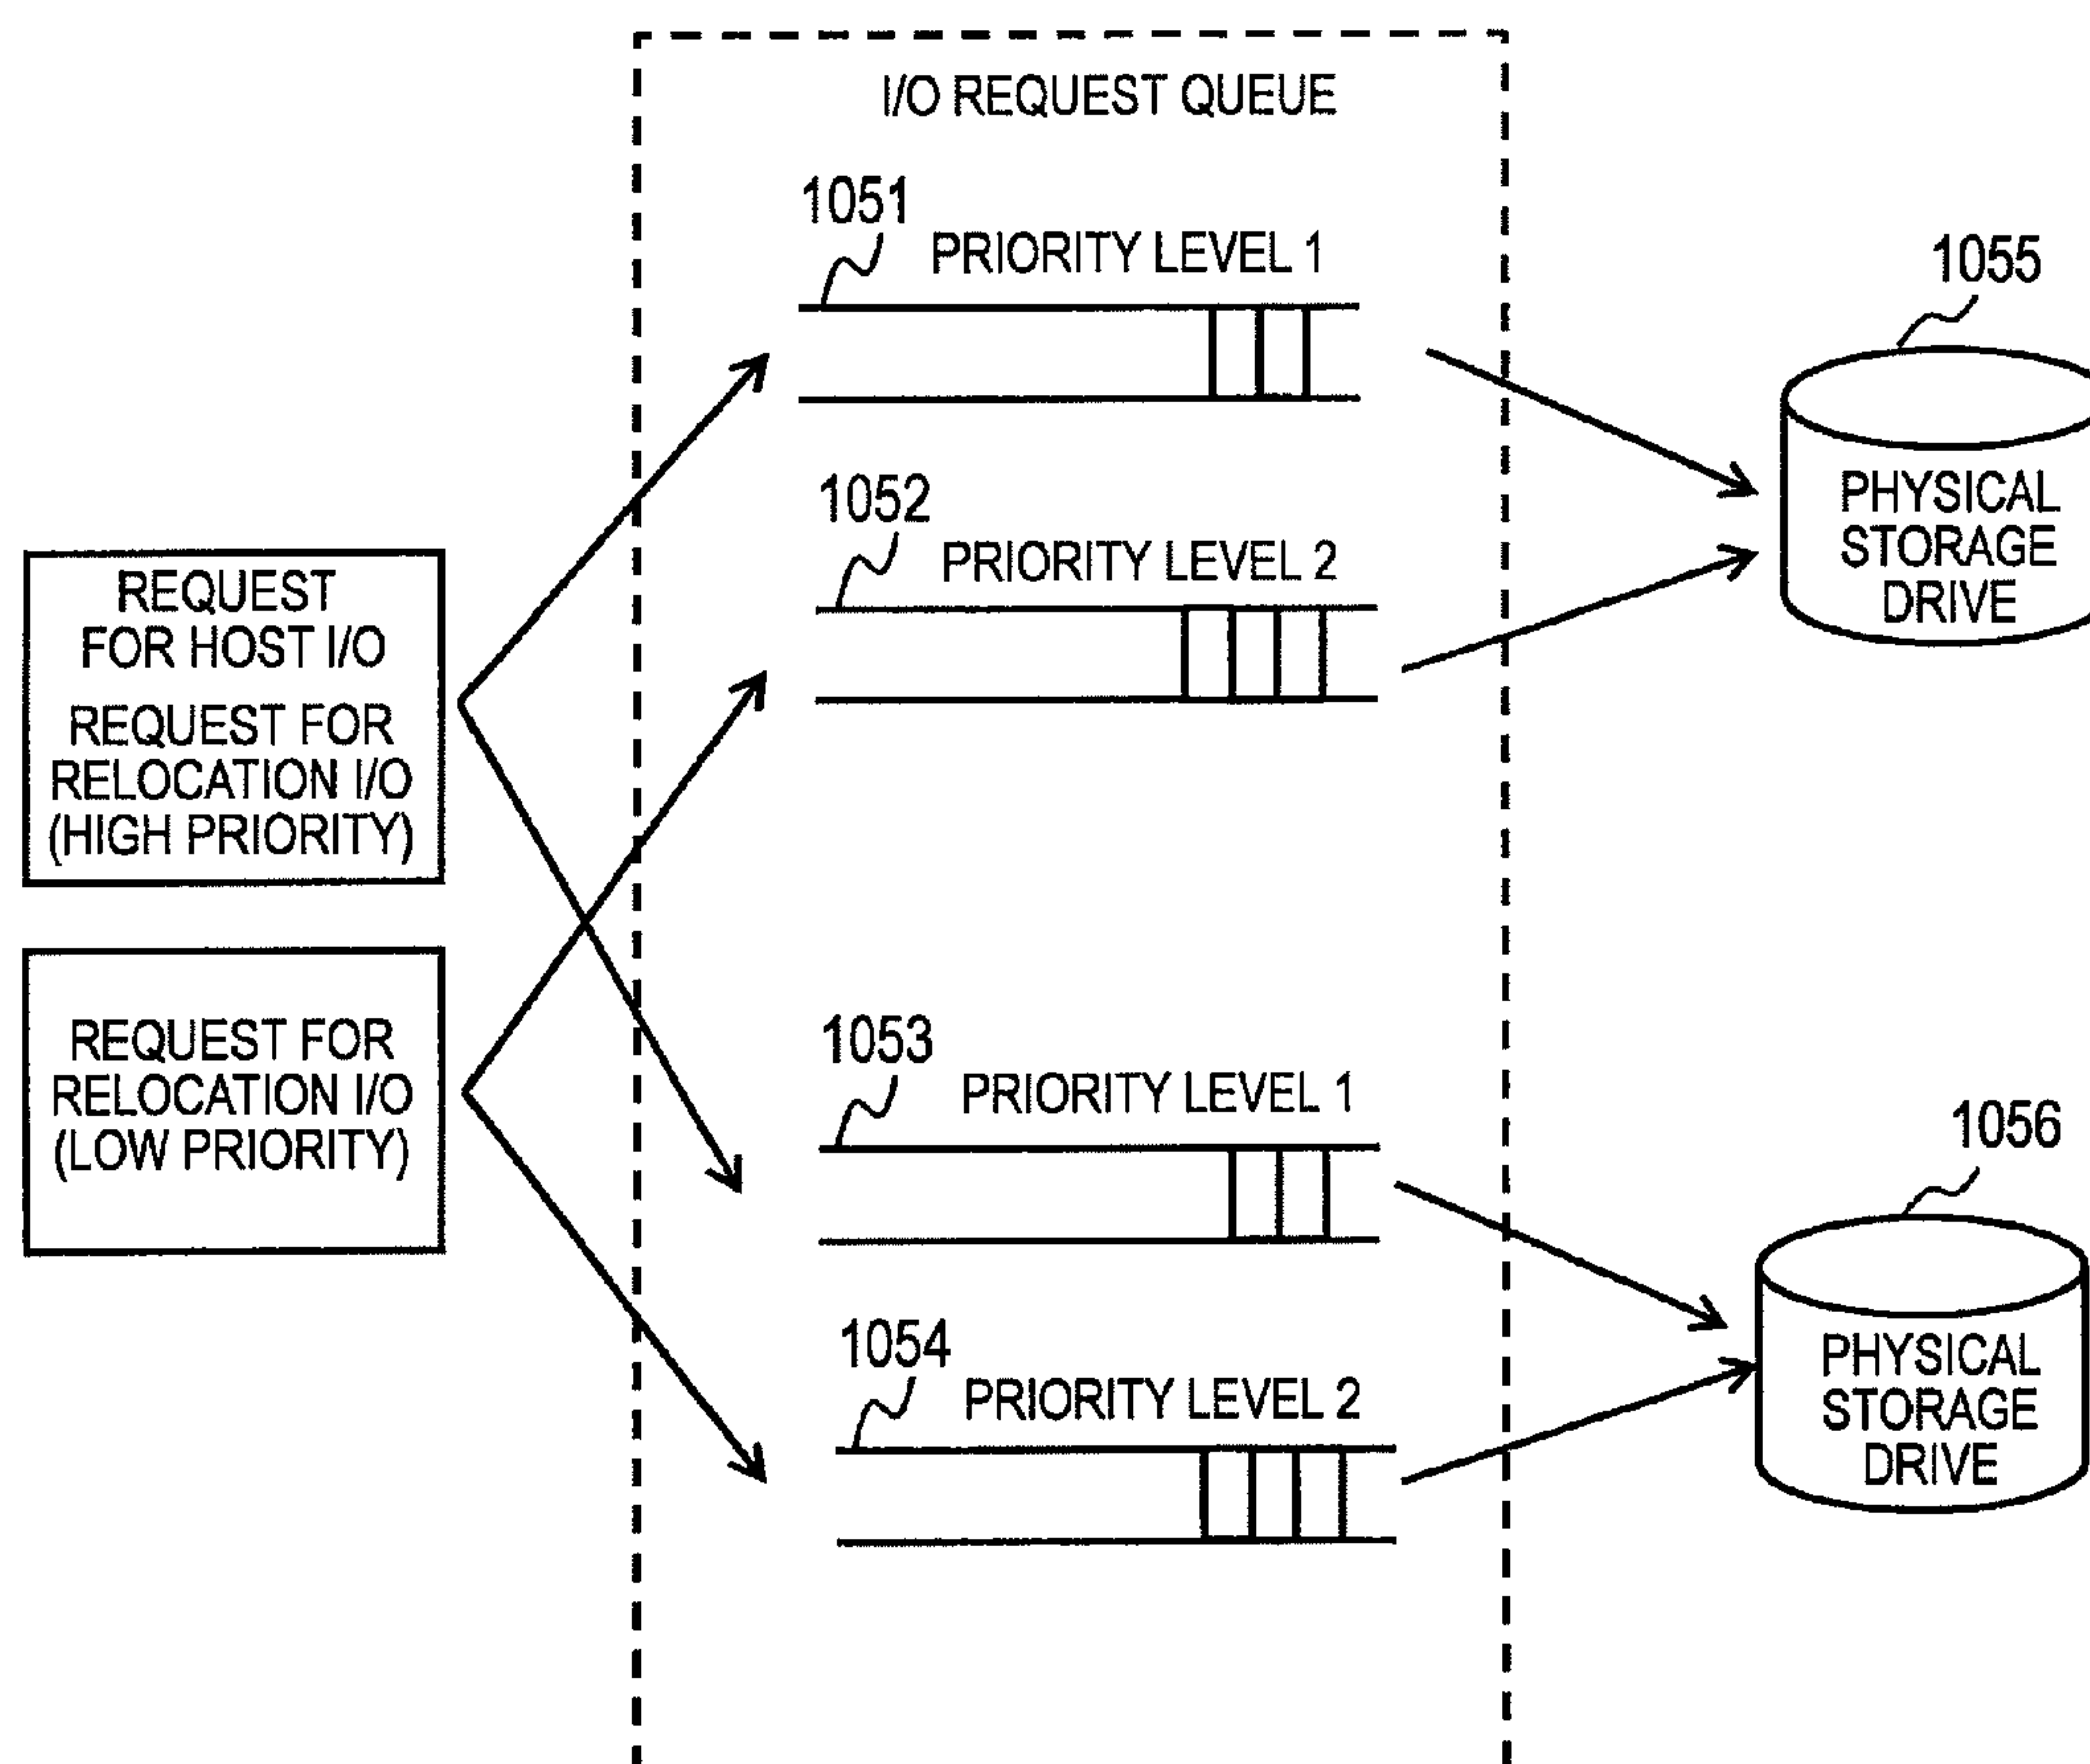 I/O REQUEST QUEUE
1051
PRIORITY LEVEL 1
1052
PRIORITY LEVEL 2
1053
PRIORITY LEVEL 1
1054
PRIORITY LEVEL 2
REQUEST
FOR HOST I/O
REQUEST FOR
RELOCATION I/O
(HIGH PRIORITY)
REQUEST FOR
RELOCATION I/O
(LOW PRIORITY)
1055
PHYSICAL
STORAGE
DRIVE
1056
PHYSICAL
STORAGE
DRIVE